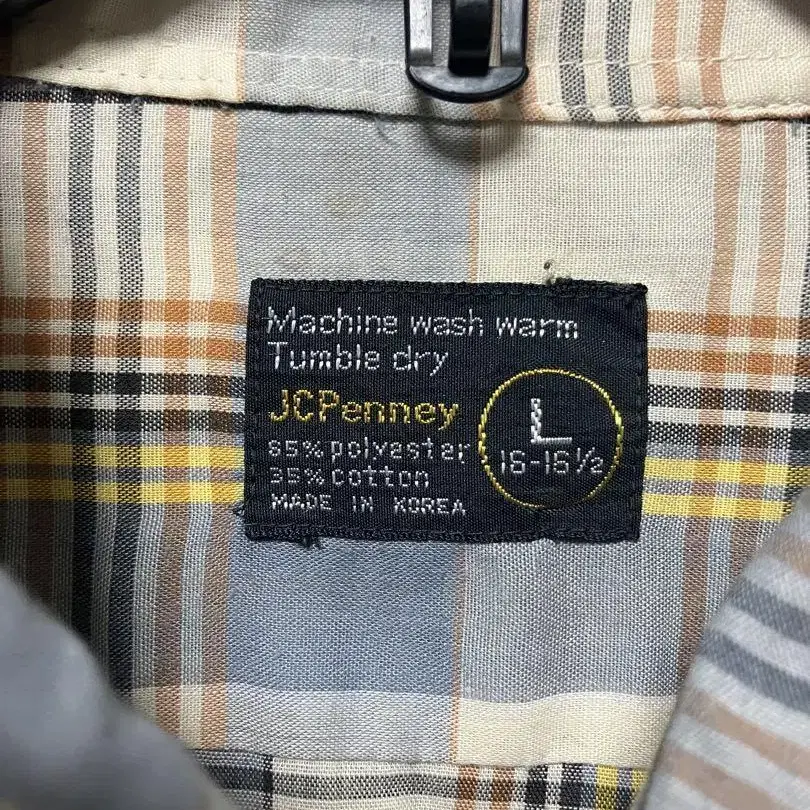 Machine wash warm
Tumble dry
JCPenney
65% polyester
35% cotton
MADE IN KOREA
L
16-16½